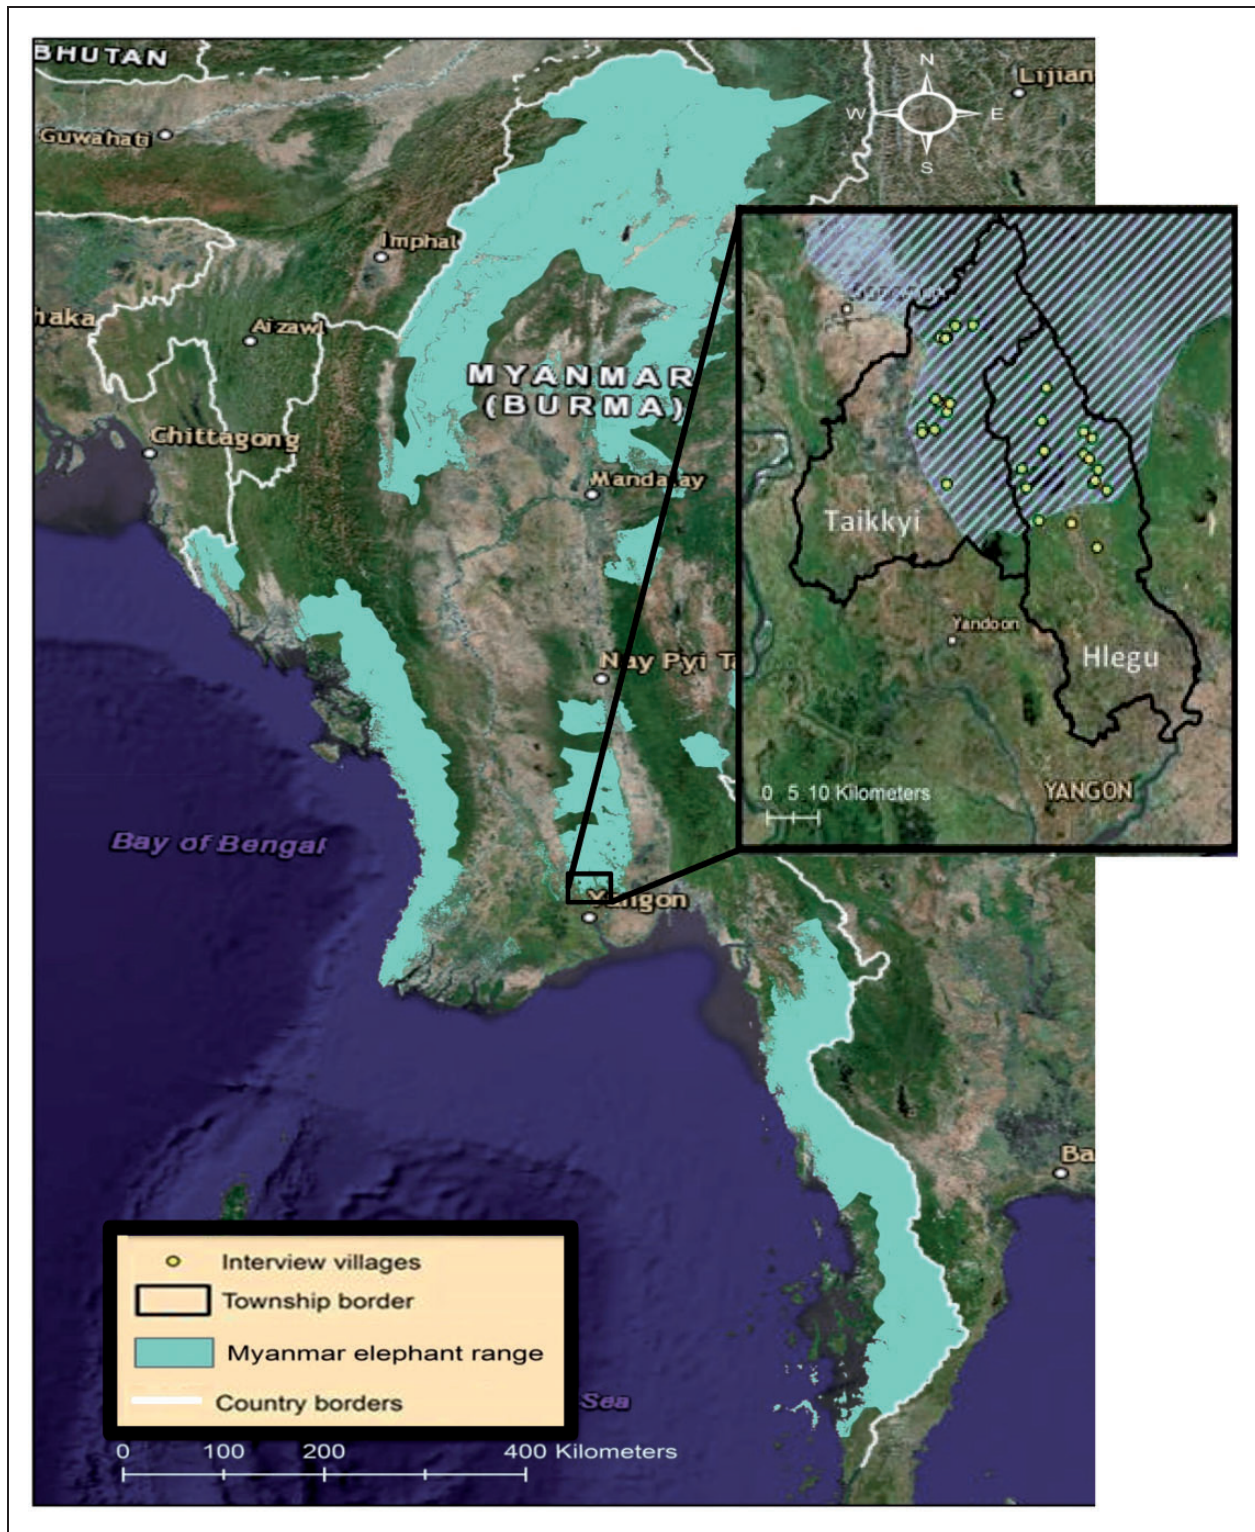 BHUTAN
N
W
E
S
Lijian
Guwahati
Imphal
haka
Aizawl
MYANMAR
(BURMA)
Chittagong
Mandalay
Taikkyi
Yandoon
Hlegu
Nay Pyi Ta
0 5 10 Kilometers
YANGON
Bay of Bengal
Yangon
Ba
Interview villages
Township border
Myanmar elephant range
Country borders
Sea
0 100 200 400 Kilometers